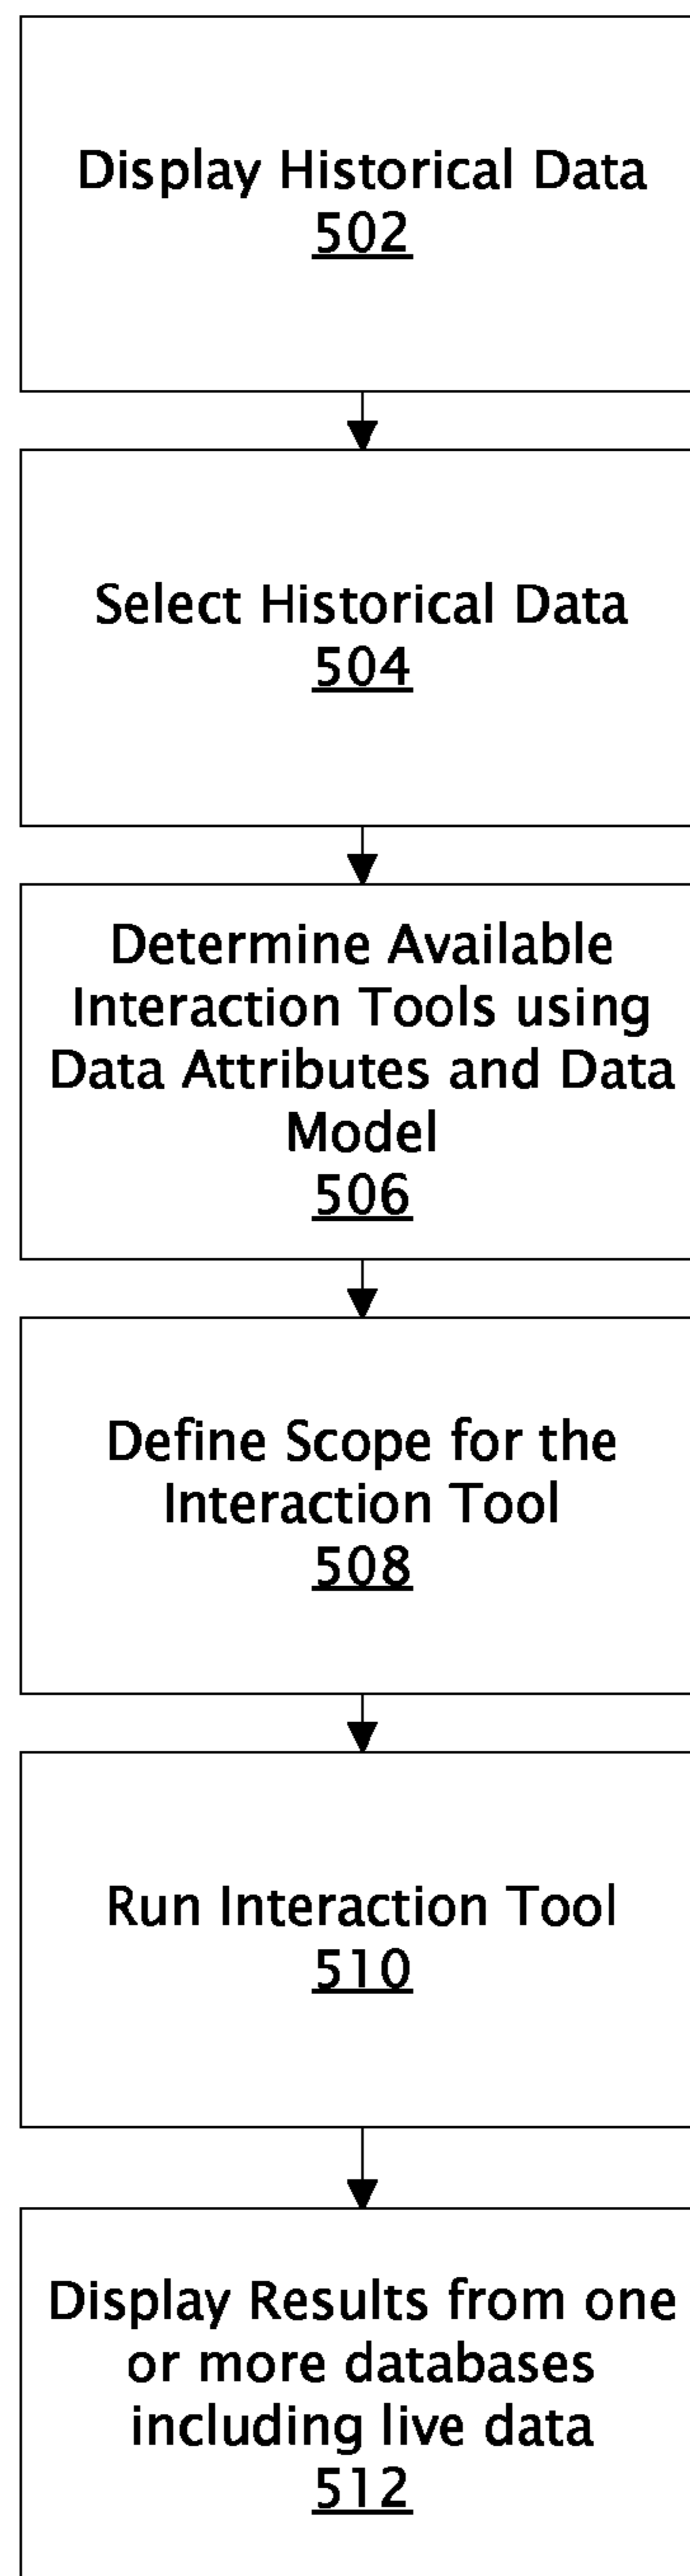 Display Historical Data
502
Select Historical Data
504
Determine Available
Interaction Tools using
Data Attributes and Data
Model
506
Define Scope for the
Interaction Tool
508
Run Interaction Tool
510
Display Results from one
or more databases
including live data
512